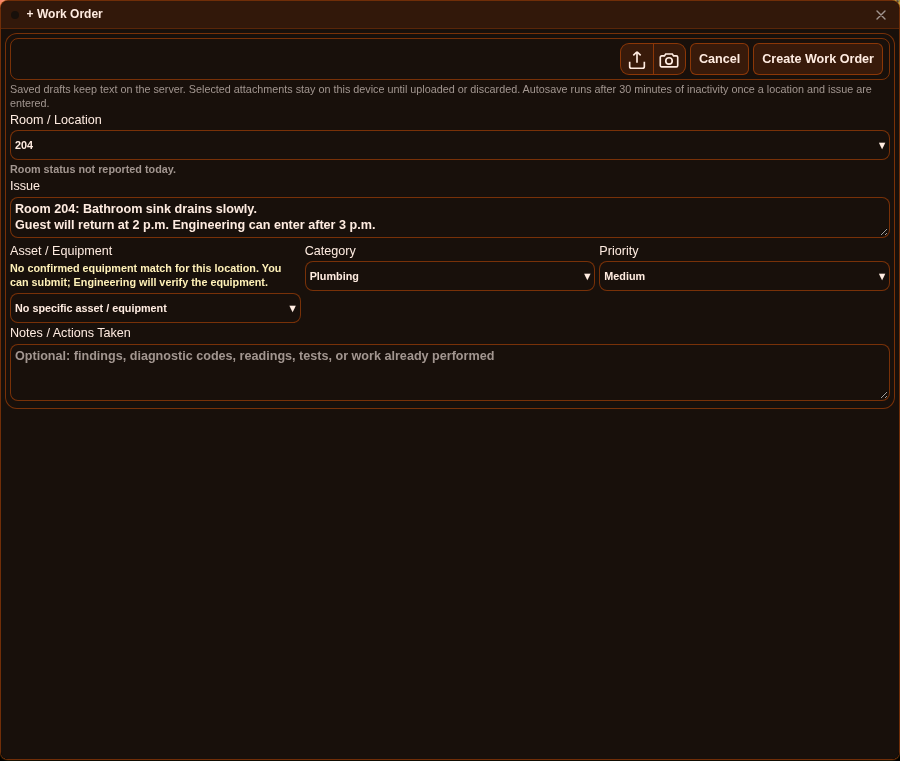 + Work Order
Cancel
Create Work Order
Saved drafts keep text on the server. Selected attachments stay on this device until uploaded or discarded. Autosave runs after 30 minutes of inactivity once a location and issue are
entered.
Room / Location
204
Room status not reported today.
Issue
Room 204: Bathroom sink drains slowly.
Guest will return at 2 p.m. Engineering can enter after 3 p.m.
Asset / Equipment
No confirmed equipment match for this location. You
can submit; Engineering will verify the equipment.
No specific asset / equipment
Category
Plumbing
Priority
Medium
Notes / Actions Taken
Optional: findings, diagnostic codes, readings, tests, or work already performed